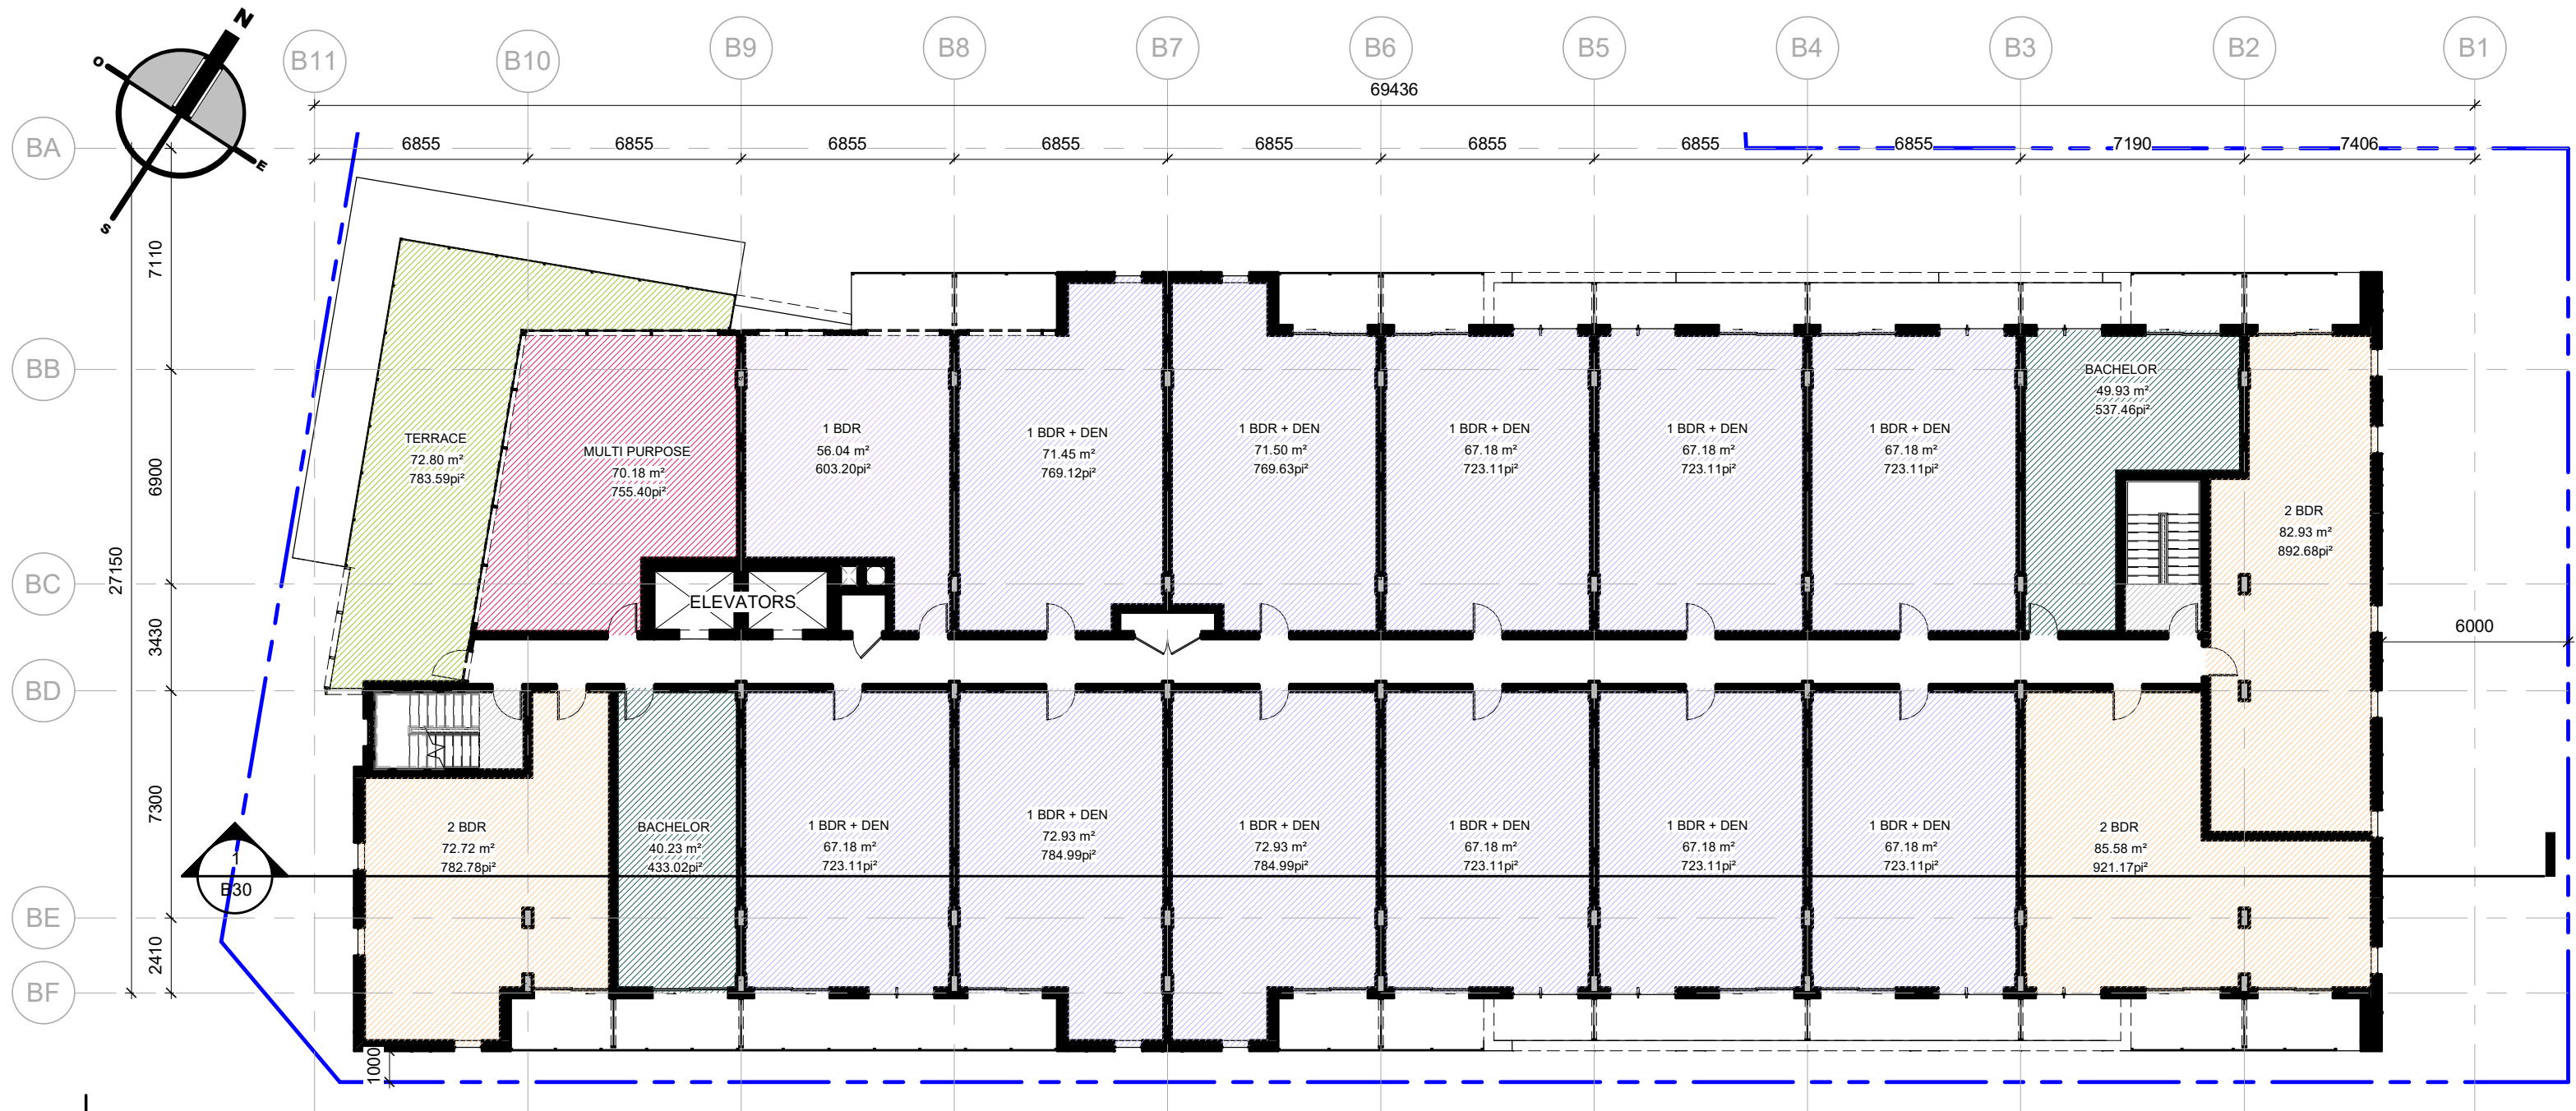 N
O
E
S
B11
B10
B9
B8
B7
B6
B5
B4
B3
B2
B1
69436
6855
6855
6855
6855
6855
6855
6855
6855
7190
7406
BA
BB
BC
BD
BE
BF
27150
7110
6900
3430
7300
2410
1000
6000
TERRACE
72.80 m²
783.59pi²
MULTI PURPOSE
70.18 m²
755.40pi²
1 BDR
56.04 m²
603.20pi²
1 BDR + DEN
71.45 m²
769.12pi²
1 BDR + DEN
71.50 m²
769.63pi²
1 BDR + DEN
67.18 m²
723.11pi²
1 BDR + DEN
67.18 m²
723.11pi²
1 BDR + DEN
67.18 m²
723.11pi²
BACHELOR
49.93 m²
537.46pi²
2 BDR
82.93 m²
892.68pi²
ELEVATORS
2 BDR
72.72 m²
782.78pi²
BACHELOR
40.23 m²
433.02pi²
1 BDR + DEN
67.18 m²
723.11pi²
1 BDR + DEN
72.93 m²
784.99pi²
1 BDR + DEN
72.93 m²
784.99pi²
1 BDR + DEN
67.18 m²
723.11pi²
1 BDR + DEN
67.18 m²
723.11pi²
1 BDR + DEN
67.18 m²
723.11pi²
2 BDR
85.58 m²
921.17pi²
1
B30